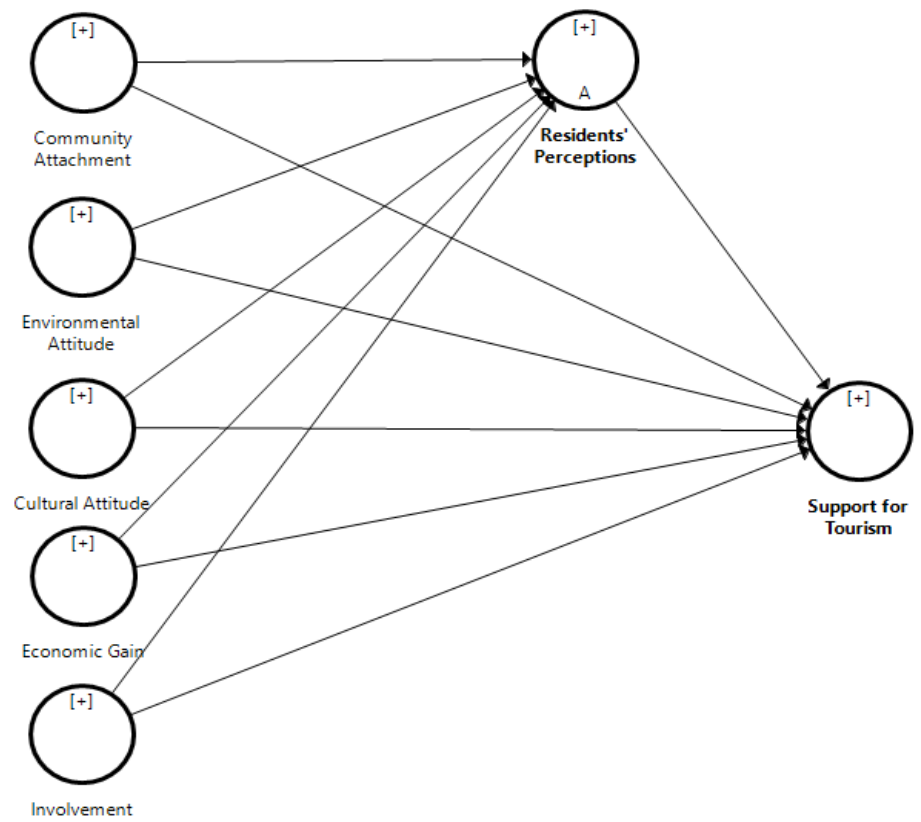 [+]
Community
Attachment
[+]
A
Residents'
Perceptions
[+]
Environmental
Attitude
[+]
Cultural Attitude
[+]
Support for
Tourism
[+]
Economic Gain
[+]
Involvement